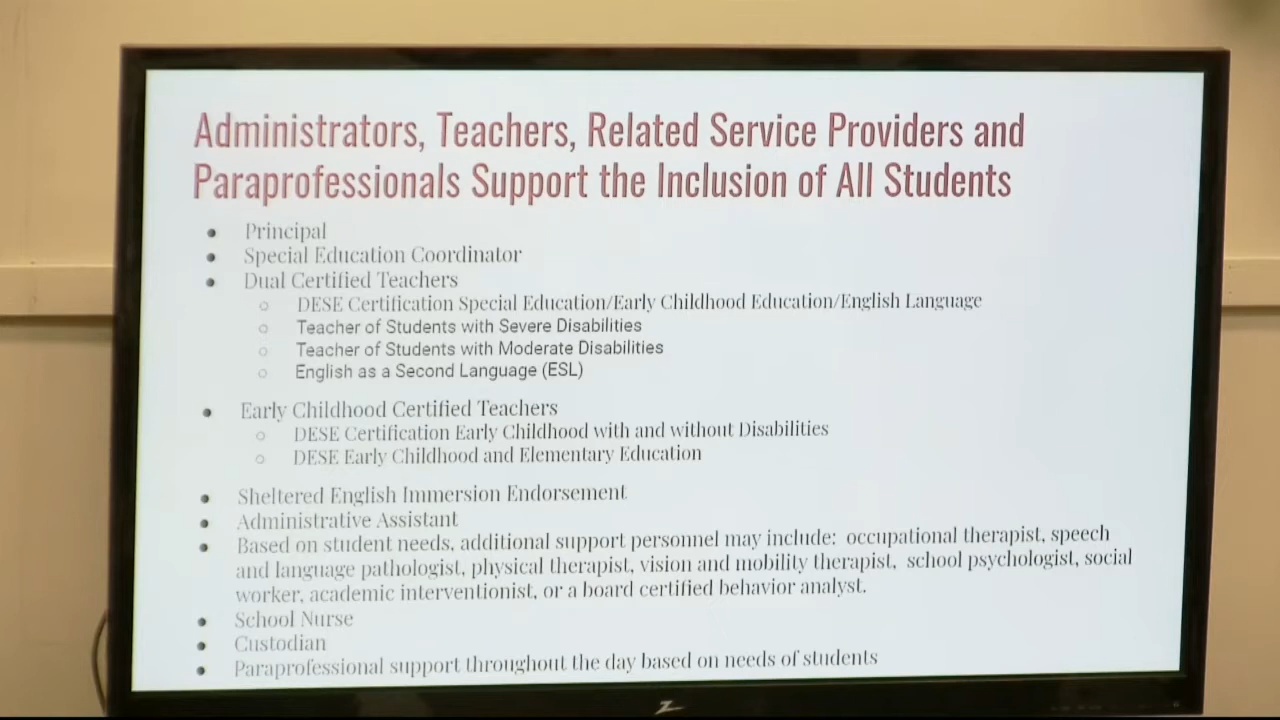 Administrators, Teachers, Related Service Providers and
Paraprofessionals Support the Inclusion of All Students
● Principal
● Special Education Coordinator
● Dual Certified Teachers
○ DESE Certification Special Education/Early Childhood Education/English Language
○ Teacher of Students with Severe Disabilities
○ Teacher of Students with Moderate Disabilities
○ English as a Second Language (ESL)
● Early Childhood Certified Teachers
○ DESE Certification Early Childhood with and without Disabilities
○ DESE Early Childhood and Elementary Education
● Sheltered English Immersion Endorsement
● Administrative Assistant
● Based on student needs, additional support personnel may include: occupational therapist, speech
and language pathologist, physical therapist, vision and mobility therapist, school psychologist, social
worker, academic interventionist, or a board certified behavior analyst.
● School Nurse
● Custodian
● Paraprofessional support throughout the day based on needs of students